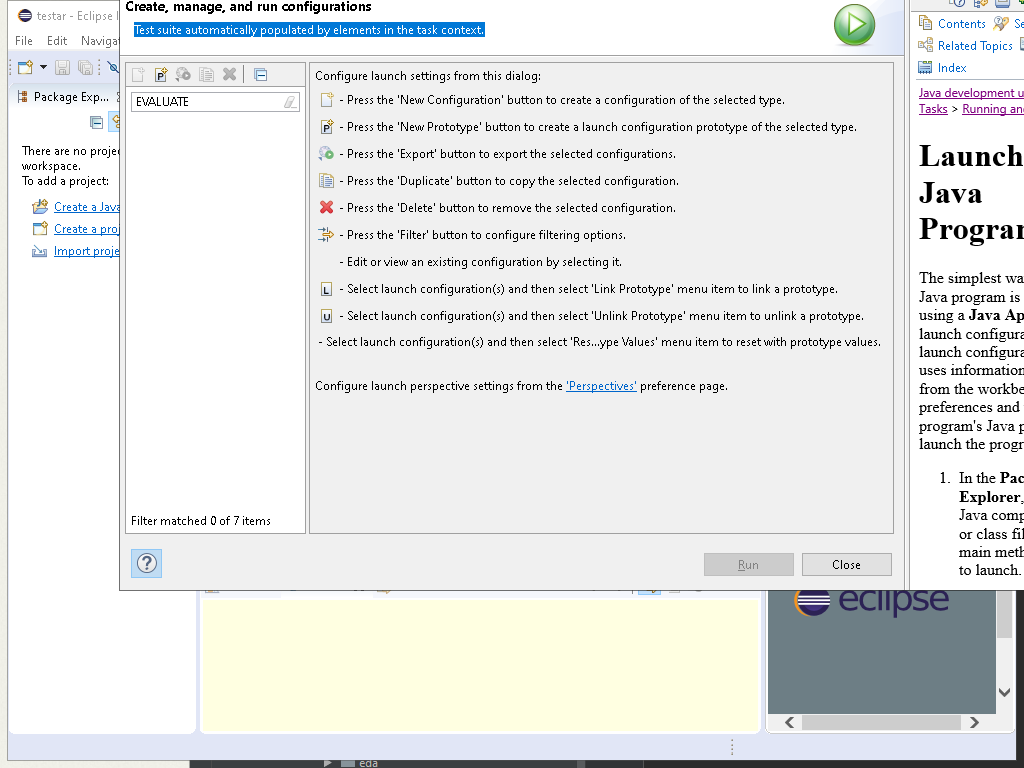 testar - Eclipse I
File Edit Navigat
Package Exp...
There are no proje
workspace.
To add a project:
Create a Java
Create a proj
Import proje
Create, manage, and run configurations
Test suite automatically populated by elements in the task context.
EVALUATE
Filter matched 0 of 7 items
Configure launch settings from this dialog:
- Press the 'New Configuration' button to create a configuration of the selected type.
- Press the 'New Prototype' button to create a launch configuration prototype of the selected type.
- Press the 'Export' button to export the selected configurations.
- Press the 'Duplicate' button to copy the selected configuration.
- Press the 'Delete' button to remove the selected configuration.
- Press the 'Filter' button to configure filtering options.
- Edit or view an existing configuration by selecting it.
- Select launch configuration(s) and then select 'Link Prototype' menu item to link a prototype.
- Select launch configuration(s) and then select 'Unlink Prototype' menu item to unlink a prototype.
- Select launch configuration(s) and then select 'Res...ype Values' menu item to reset with prototype values.
Configure launch perspective settings from the 'Perspectives' preference page.
Run Close
Contents Se
Related Topics
Index
Java development u
Tasks > Running and
Launch
Java
Program
The simplest wa
Java program is
using a Java Ap
launch configura
launch configura
uses information
from the workbe
preferences and
program's Java p
launch the progr
1. In the Pac
Explorer,
Java comp
or class fil
main meth
to launch.
eclipse
eda